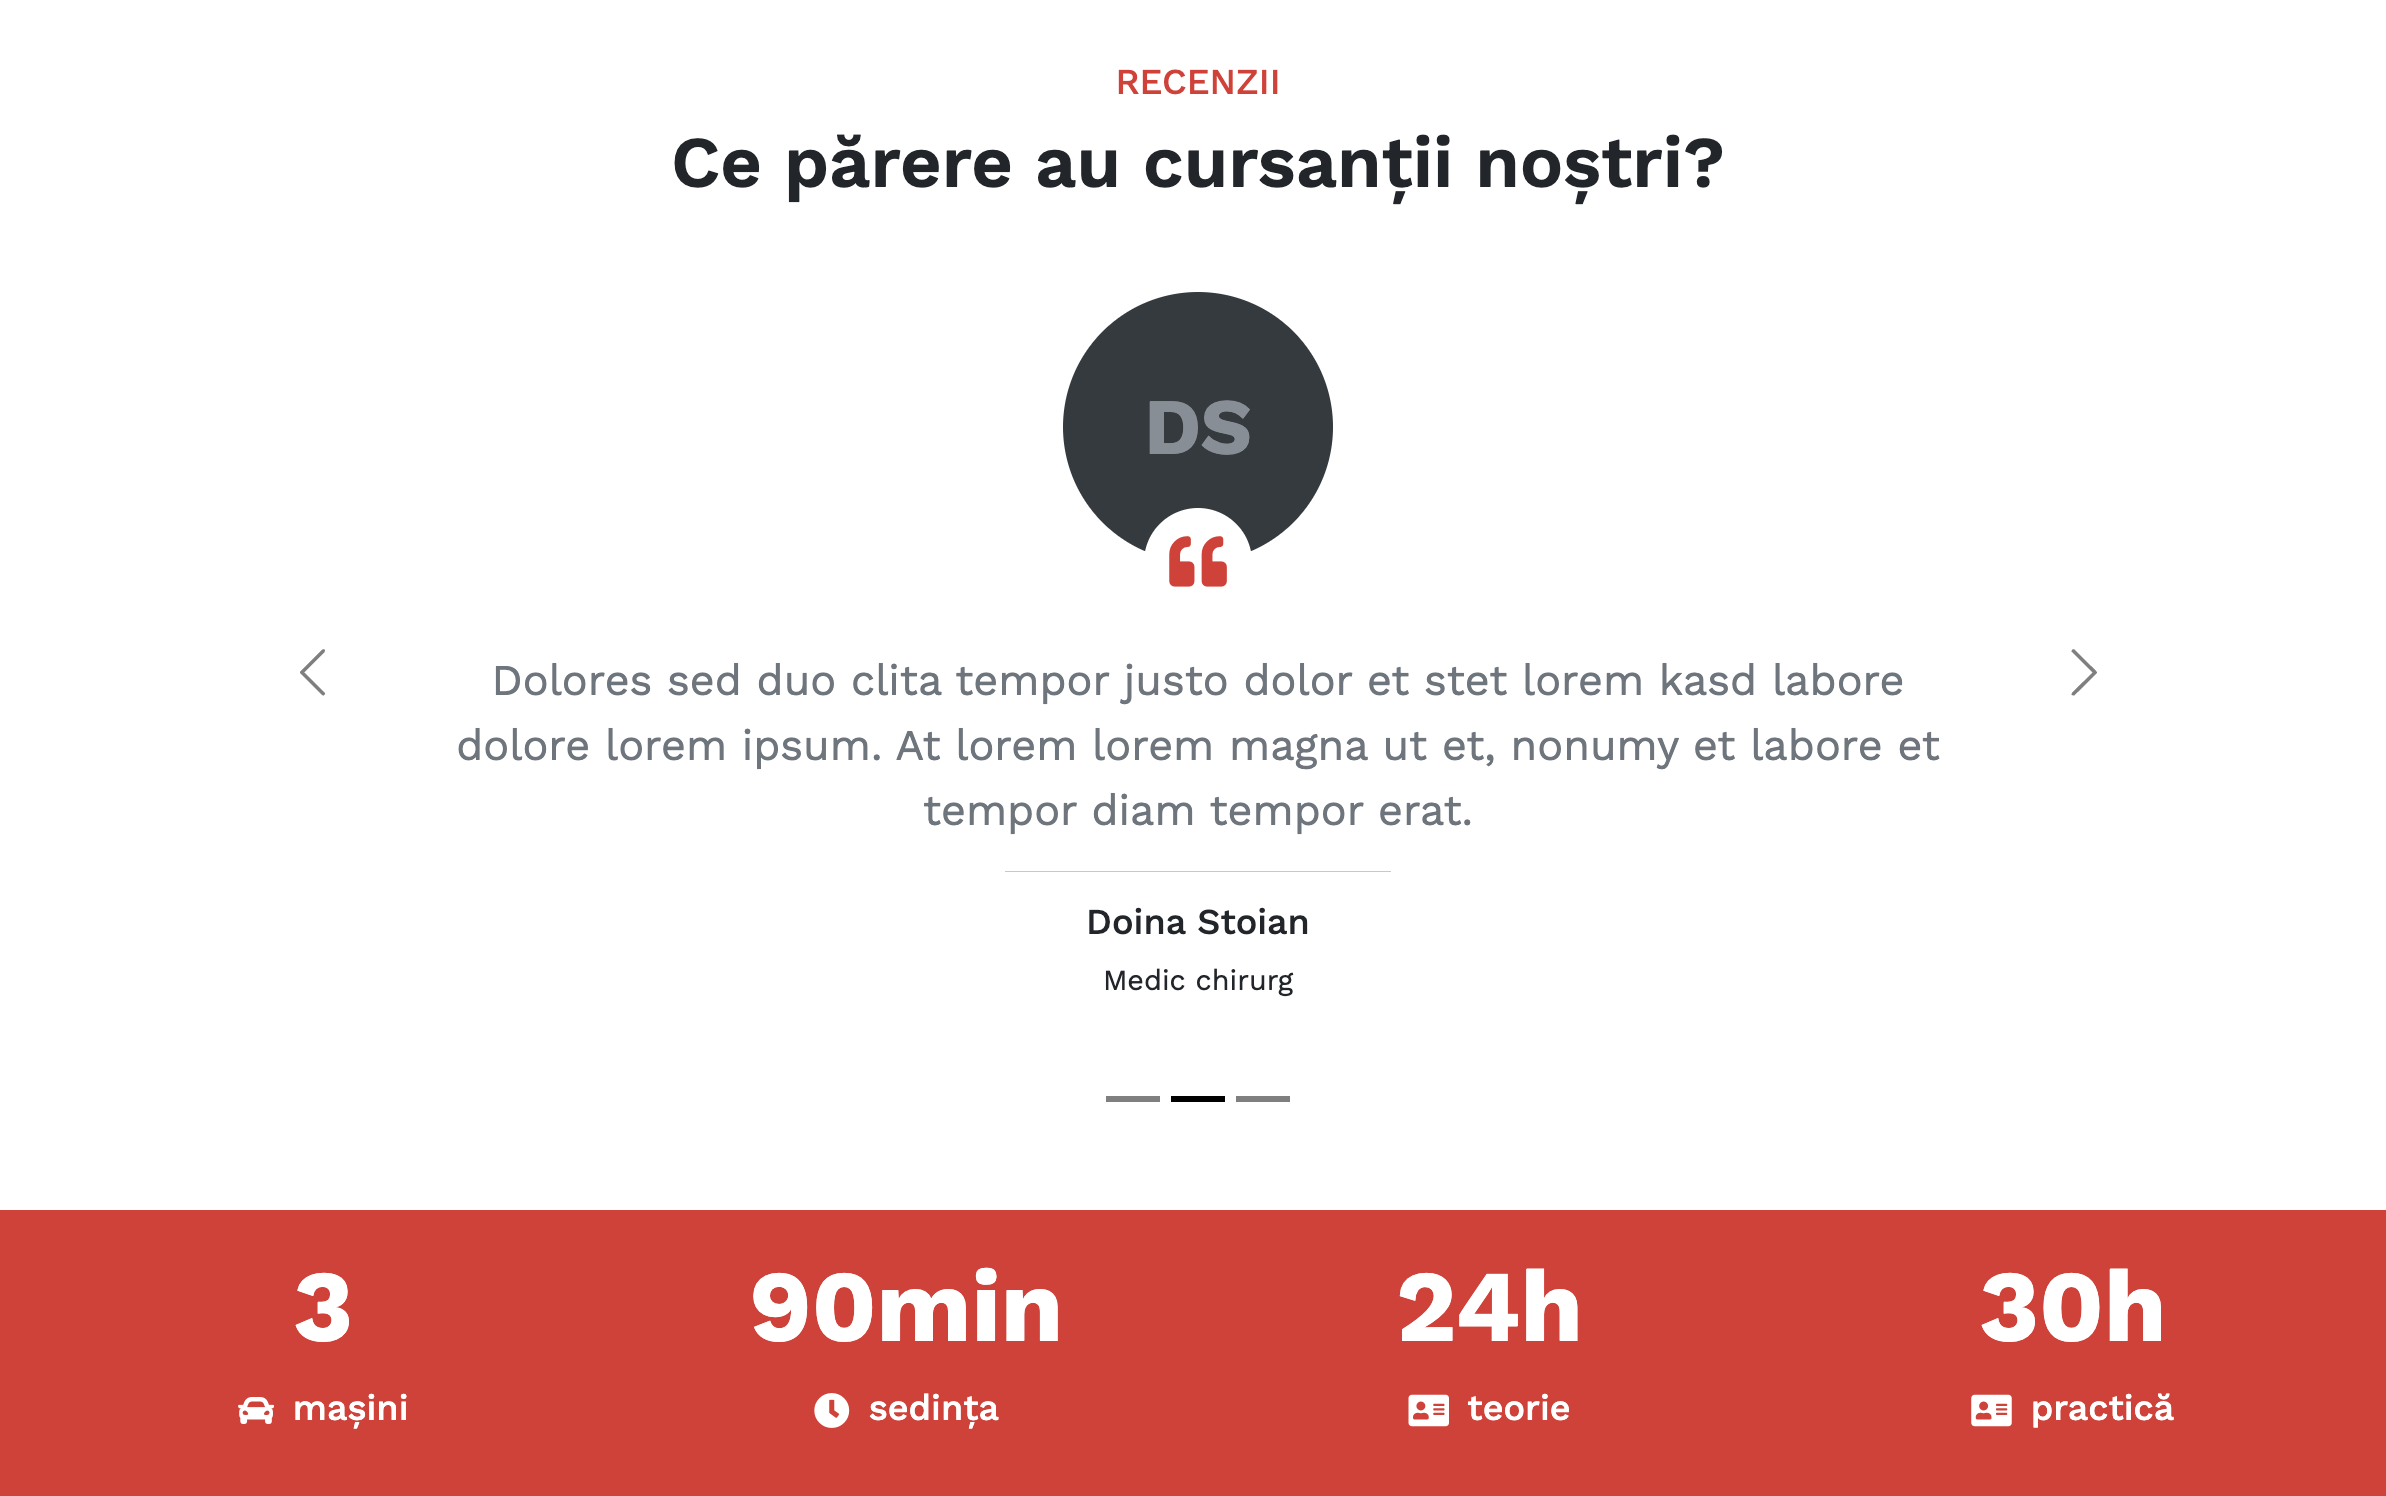 RECENZII
Ce părere au cursanții noștri?
DS
Dolores sed duo clita tempor justo dolor et stet lorem kasd labore
dolore lorem ipsum. At lorem lorem magna ut et, nonumy et labore et
tempor diam tempor erat.
Doina Stoian
Medic chirurg
3
mașini
90min
sedința
24h
teorie
30h
practică